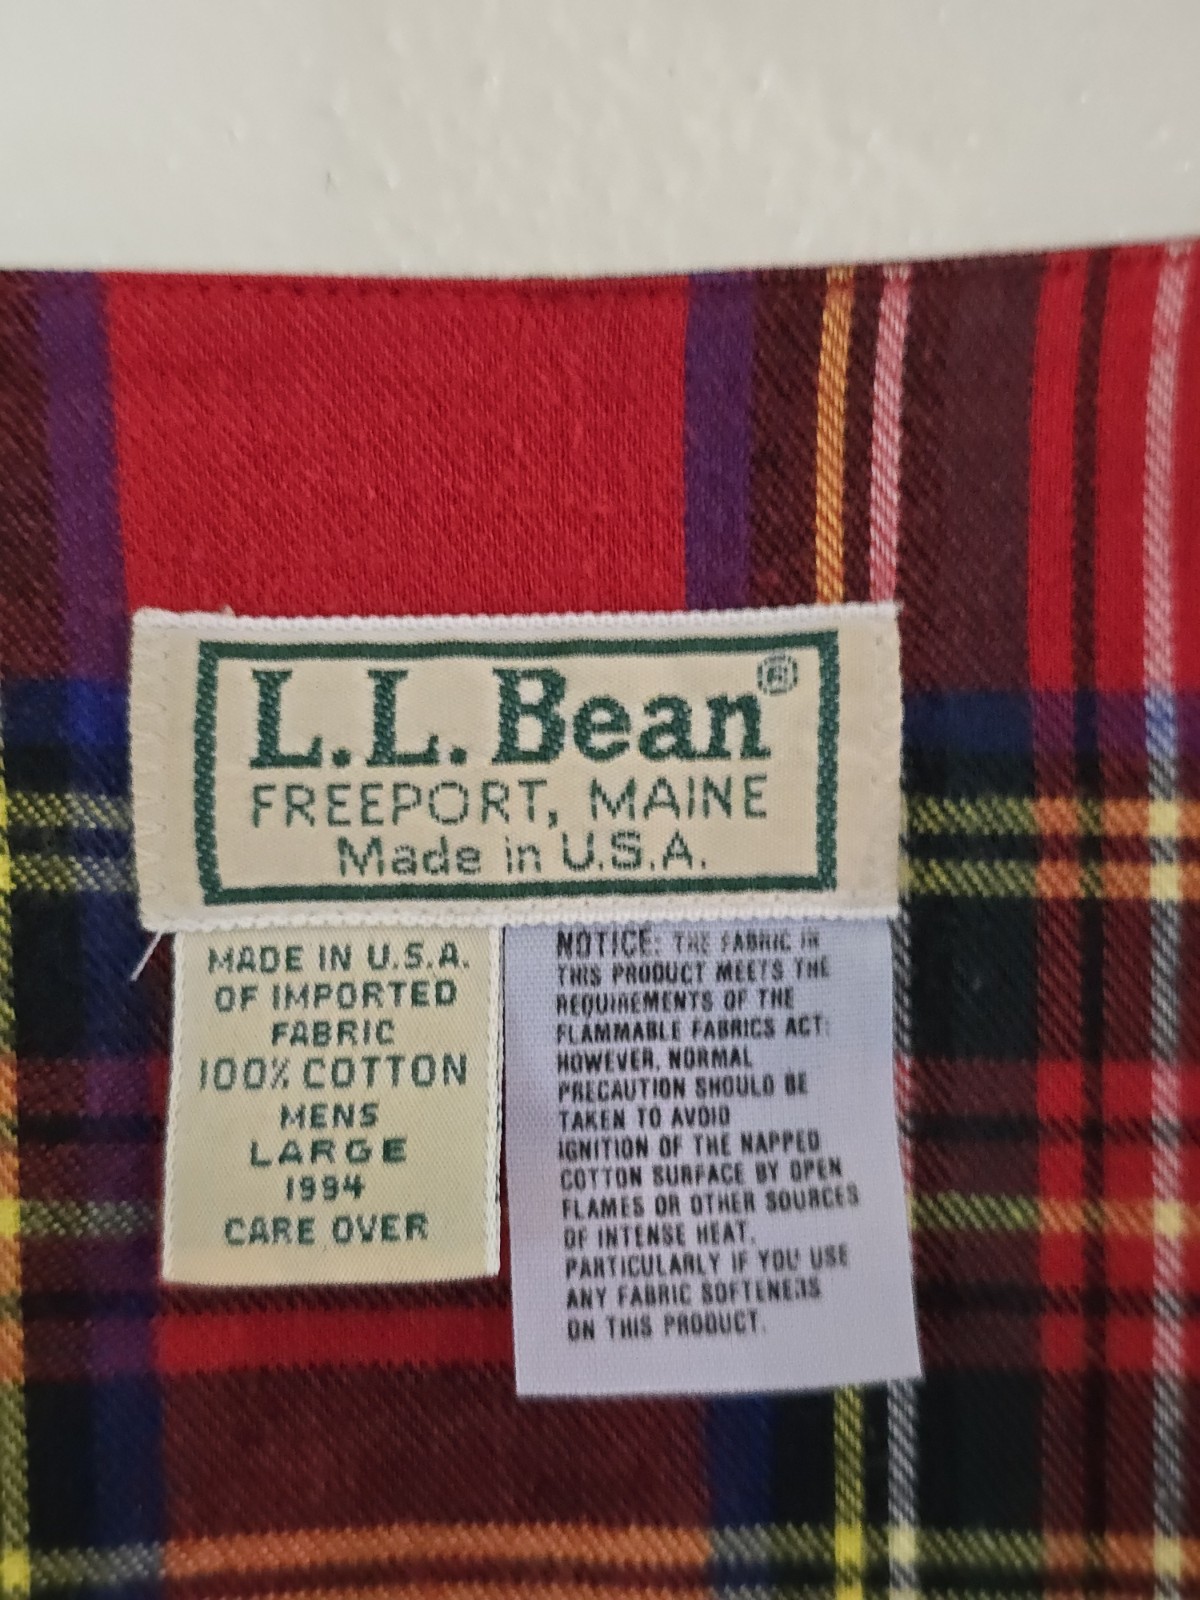 L.L.Bean®
FREEPORT, MAINE
Made in U.S.A.
MADE IN U.S.A.
OF IMPORTED
FABRIC
100% COTTON
MENS
LARGE
1994
CARE OVER
NOTICE: THE FABRIC IN
THIS PRODUCT MEETS THE
REQUIREMENTS OF THE
FLAMMABLE FABRICS ACT:
HOWEVER, NORMAL
PRECAUTION SHOULD BE
TAKEN TO AVOID
IGNITION OF THE NAPPED
COTTON SURFACE BY OPEN
FLAMES OR OTHER SOURCES
OF INTENSE HEAT.
PARTICULARLY IF YOU USE
ANY FABRIC SOFTENERS
ON THIS PRODUCT.